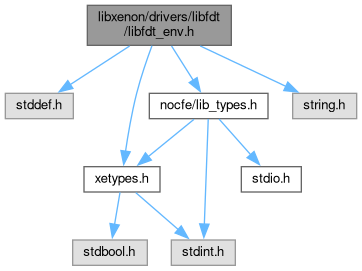 libxenon/drivers/libfdt
/libfdt_env.h
stddef.h
nocfe/lib_types.h
string.h
xetypes.h
stdio.h
stdbool.h
stdint.h